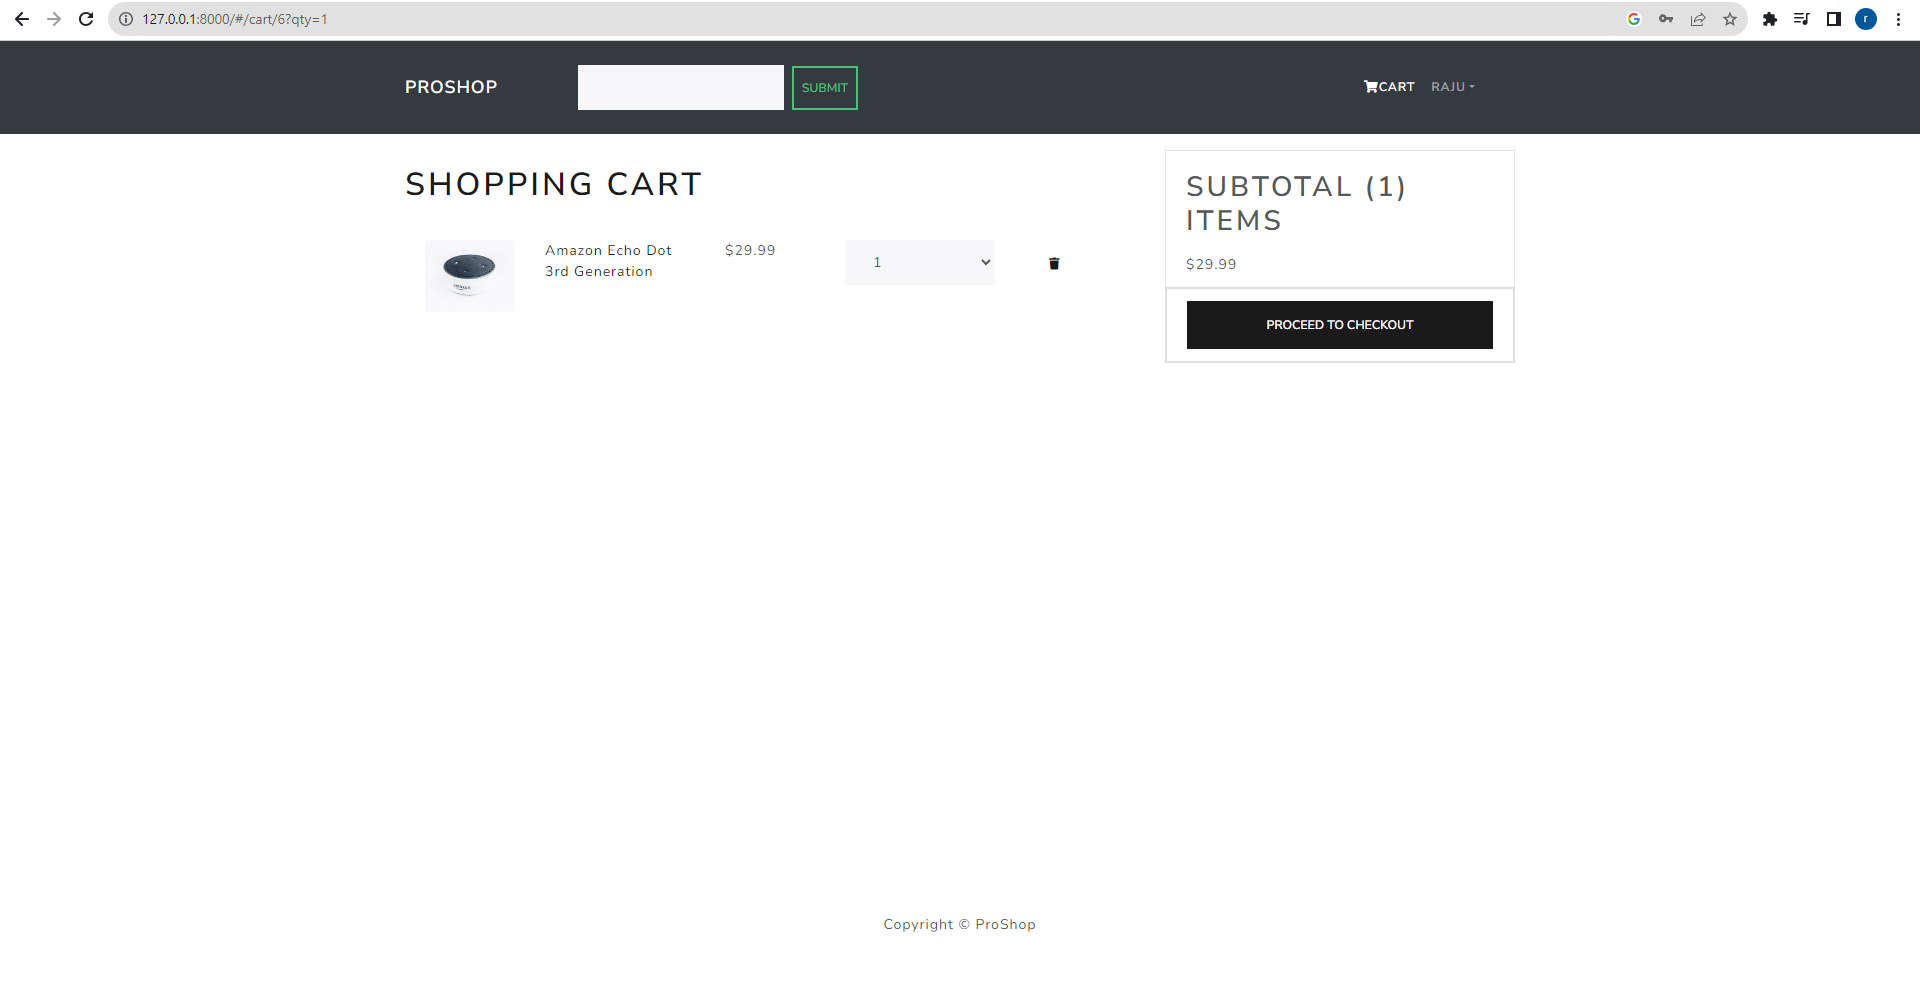 127.0.0.1:8000/#/cart/6?qty=1
r
PROSHOP
SUBMIT
CART
RAJU
SHOPPING CART
Amazon Echo Dot
3rd Generation
$29.99
1
SUBTOTAL (1)
ITEMS
$29.99
PROCEED TO CHECKOUT
Copyright © ProShop